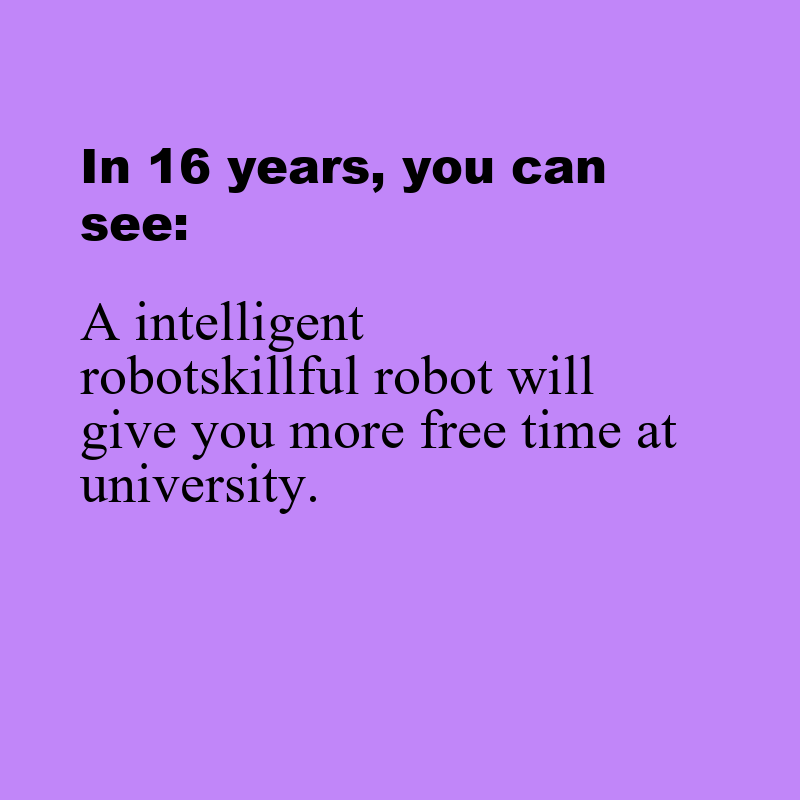 In 16 years, you can
see:
A intelligent
robotskillful robot will
give you more free time at
university.